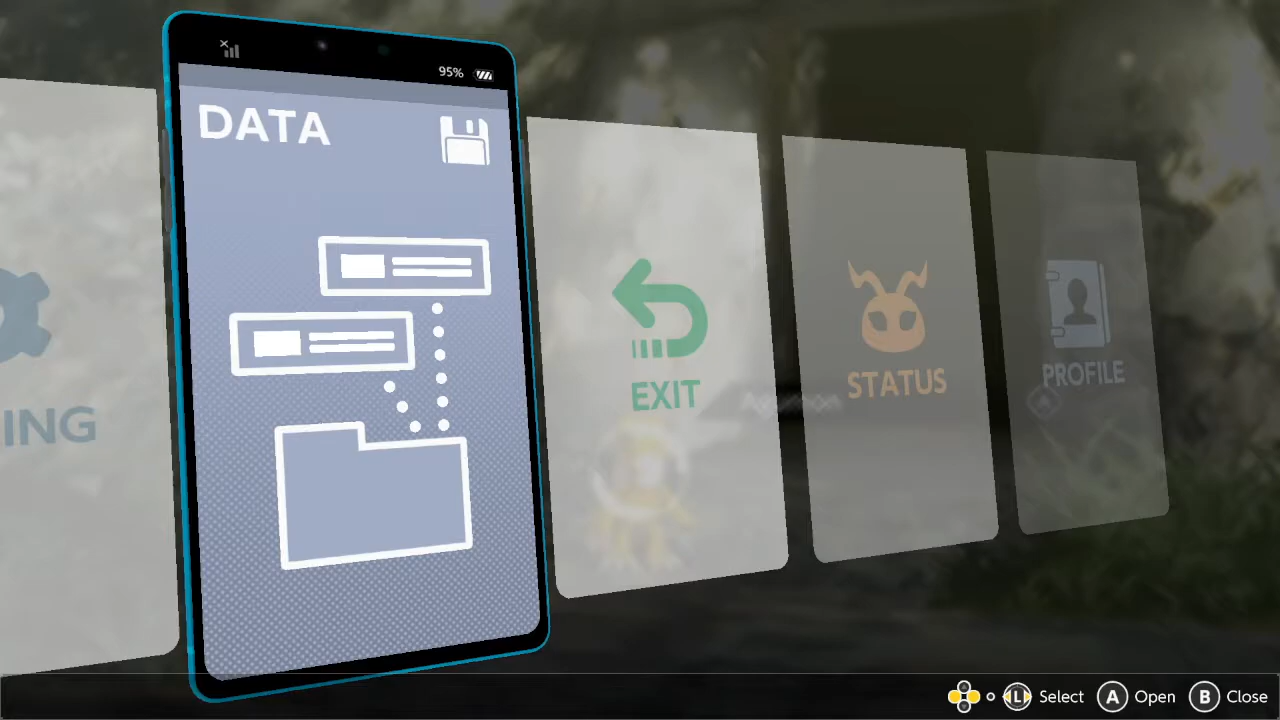 95%
DATA
ING
EXIT
STATUS
PROFILE
L Select A Open B Close